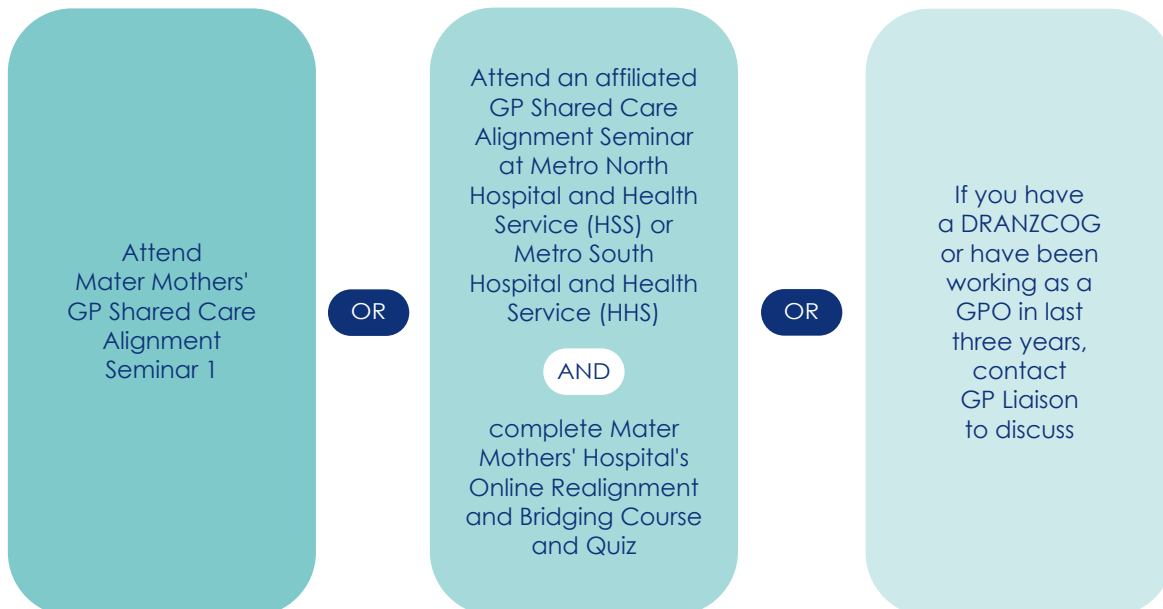 Attend
Mater Mothers'
GP Shared Care
Alignment
Seminar 1
OR
Attend an affiliated
GP Shared Care
Alignment Seminar
at Metro North
Hospital and Health
Service (HSS) or
Metro South
Hospital and Health
Service (HHS)
AND
complete Mater
Mothers' Hospital's
Online Realignment
and Bridging Course
and Quiz
OR
If you have
a DRANZCOG
or have been
working as a
GPO in last
three years,
contact
GP Liaison
to discuss